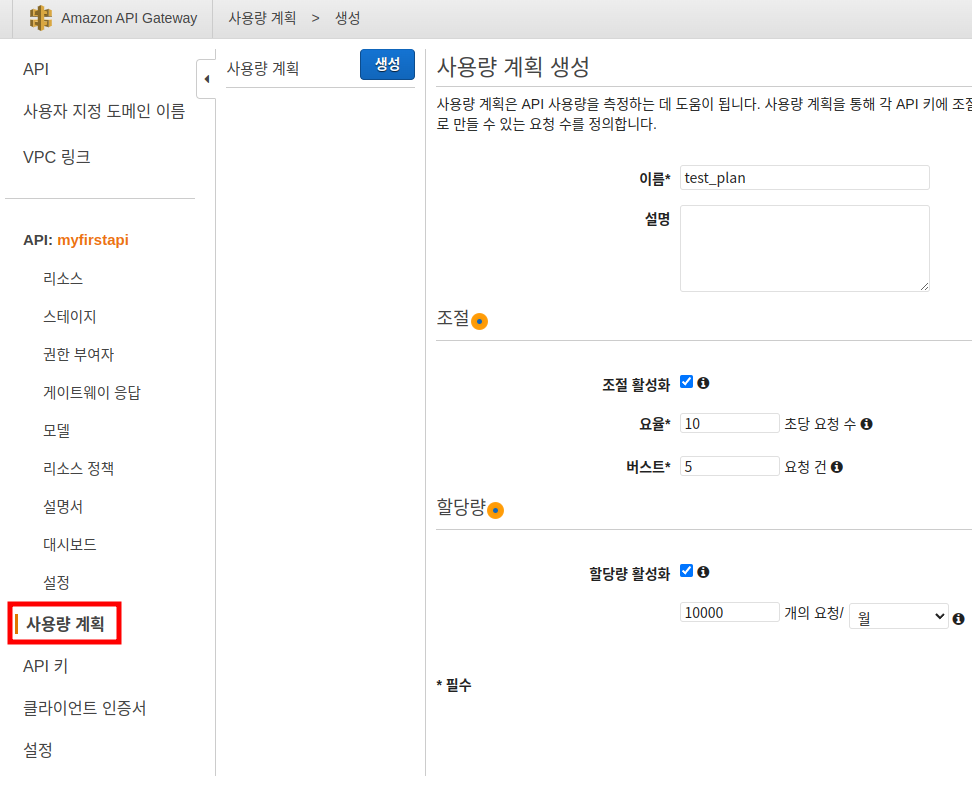 Amazon API Gateway 사용량 계획 > 생성
API
사용자 지정 도메인 이름
VPC 링크
API: myfirstapi
리소스
스테이지
권한 부여자
게이트웨이 응답
모델
리소스 정책
설명서
대시보드
설정
사용량 계획
API 키
클라이언트 인증서
설정
사용량 계획 생성
사용량 계획 생성
사용량 계획은 API 사용량을 측정하는 데 도움이 됩니다. 사용량 계획을 통해 각 API 키에 조절
로 만들 수 있는 요청 수를 정의합니다.
이름* test_plan
설명
조절
조절 활성화
요율* 10 초당 요청 수
버스트* 5 요청 건
할당량
할당량 활성화
10000 개의 요청/ 월
* 필수